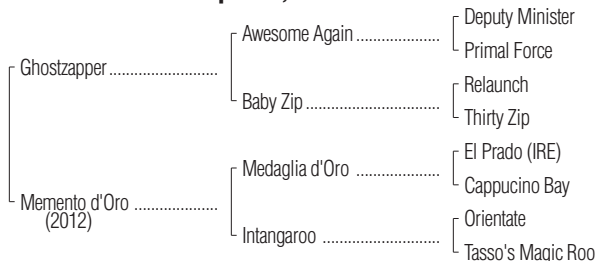 Deputy Minister
Awesome Again ....................
Primal Force
Ghostzapper ..........................
Relaunch
Baby Zip ................................
Thirty Zip
El Prado (IRE)
Medaglia d'Oro ....................
Cappucino Bay
Memento d'Oro ....................
(2012)
Orientate
Intangaroo ............................
Tasso's Magic Roo